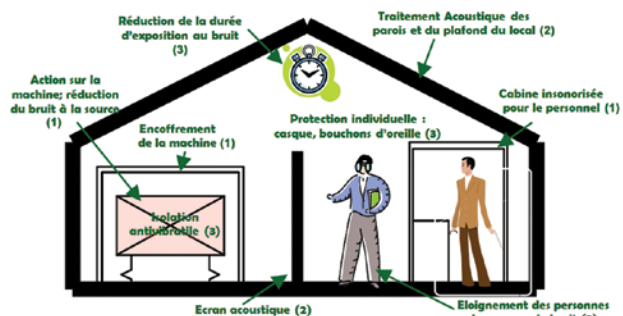 Réduction de la durée
d'exposition au bruit
(3)
Traitement Acoustique des
parois et du plafond du local (2)
Action sur la
machine; réduction
du bruit à la source
(1)
Encoffrement
de la machine (1)
Protection individuelle :
casque, bouchons d'oreille (3)
Cabine insonorisée
pour le personnel (1)
Isolation
antivibratile (3)
Ecran acoustique (2)
Eloignement des personnes